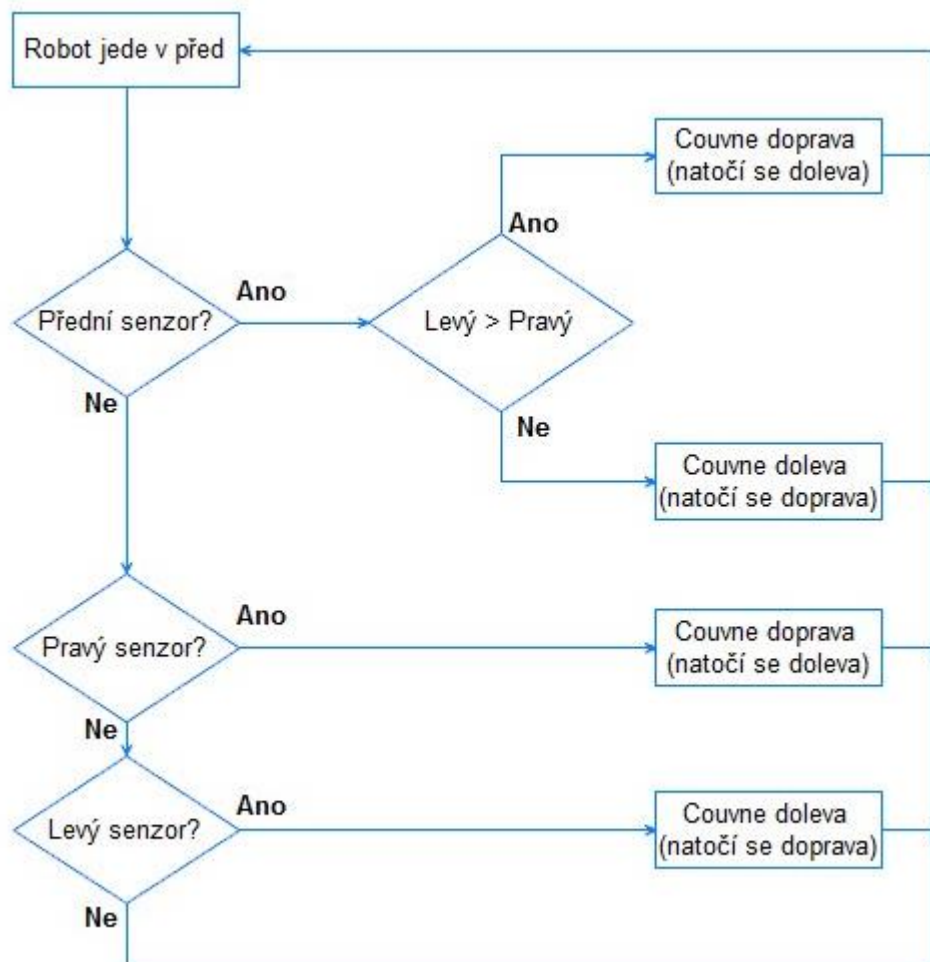 Robot jede v před
Couvne doprava
(natočí se doleva)
Ano
Ano
Přední senzor?
Levý > Pravý
Ne
Ne
Couvne doleva
(natočí se doprava)
Ano
Pravý senzor?
Couvne doprava
(natočí se doleva)
Ne
Ano
Levý senzor?
Couvne doleva
(natočí se doprava)
Ne